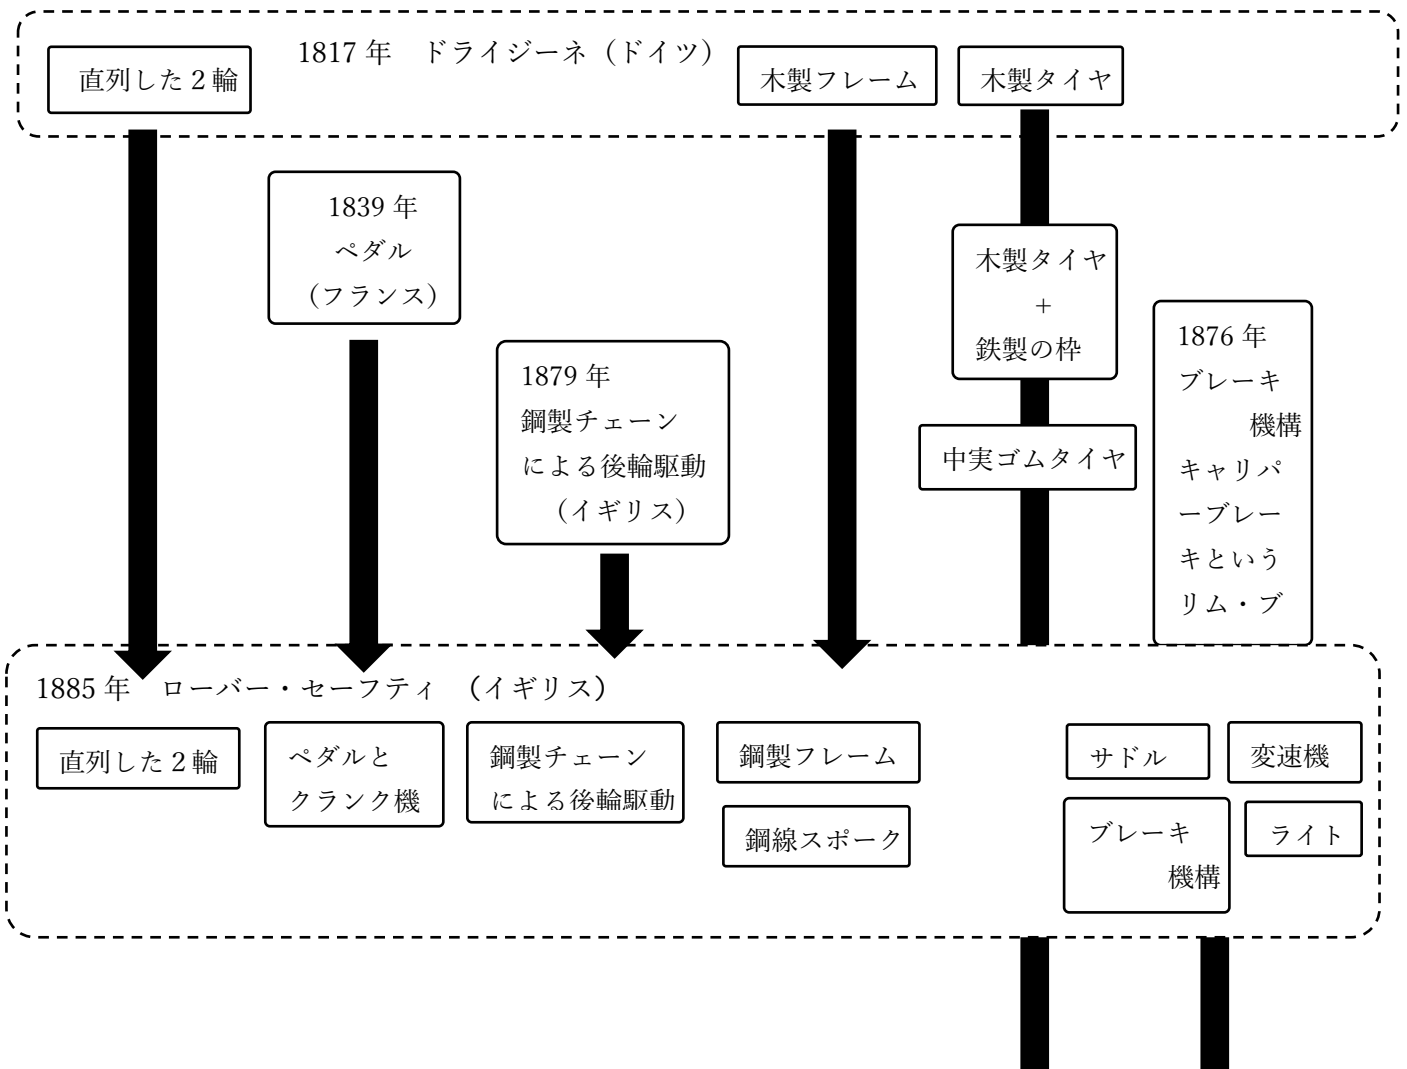 1817 年　ドライジーネ（ドイツ）
直列した２輪
木製フレーム
木製タイヤ
1839 年
ペダル
（フランス）
木製タイヤ
+
鉄製の枠
1876 年
ブレーキ
機構
キャリパ
ーブレー
キという
リム・ブ
1879 年
鋼製チェーン
による後輪駆動
（イギリス）
中実ゴムタイヤ
1885 年　ローバー・セーフティ　（イギリス）
直列した２輪
ペダルと
クランク機
鋼製チェーン
による後輪駆動
鋼製フレーム
鋼線スポーク
サドル
変速機
ブレーキ
機構
ライト